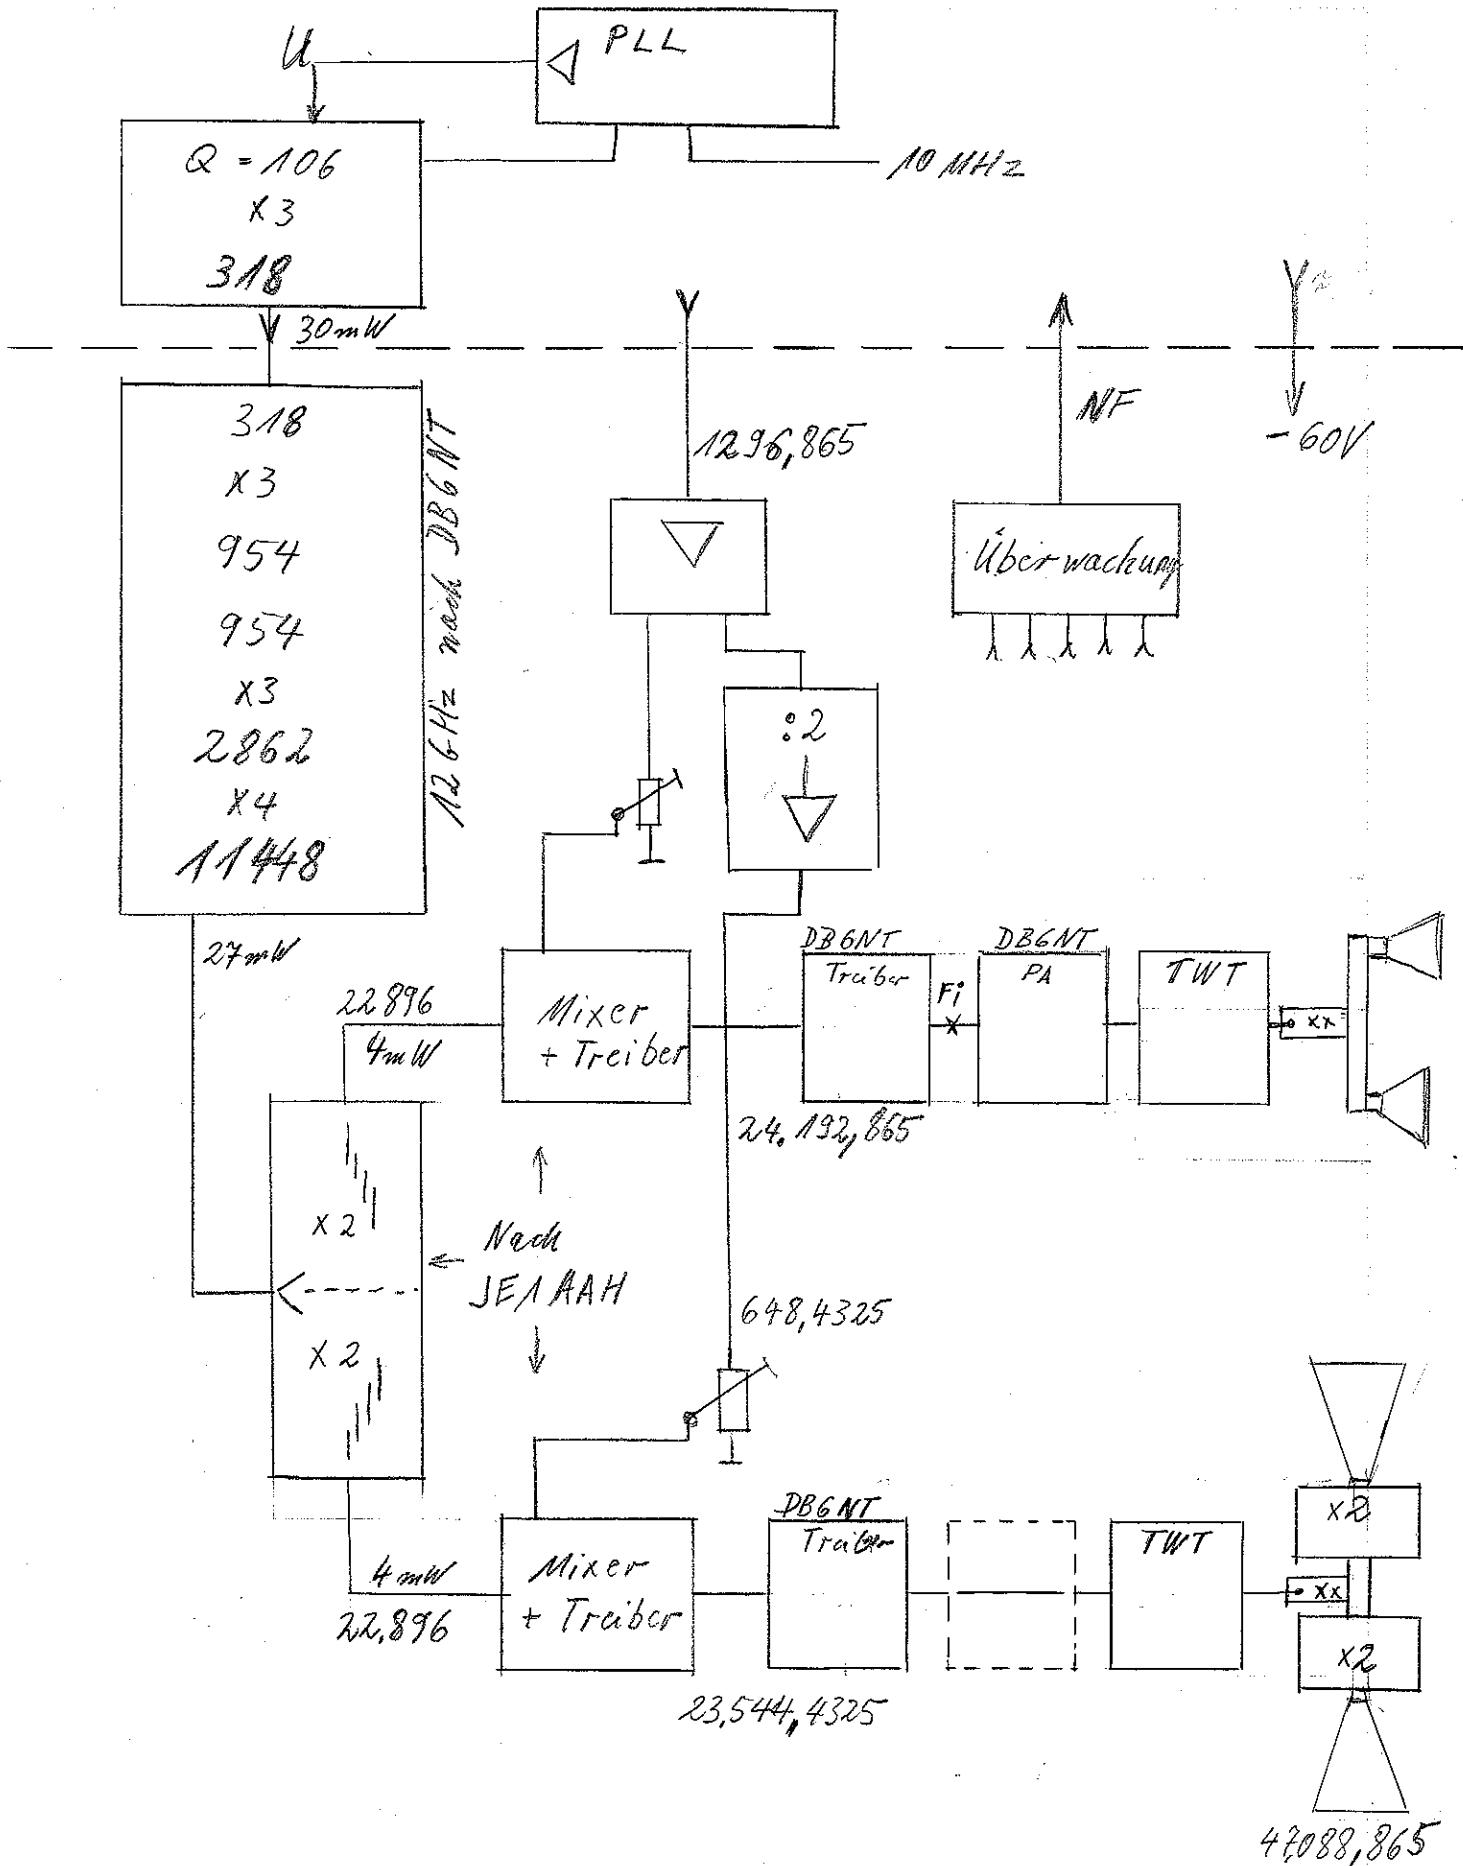 PLL
U
Q = 106
x3
318
10 MHz
30mW
318
x3
954
954
x3
2862
x4
11448
12 GHz nach DB6NT
1296,865
NF
-60V
Überwachung
:2
27mW
22896
4mW
Mixer
+ Treiber
DB6NT
Treiber
Fi
DB6NT
PA
TWT
xx
24.192,865
x2
x2
Nach
JE1AAH
648,4325
4mW
22.896
Mixer
+ Treiber
DB6NT
Treiber
TWT
xx
x2
x2
23.544,4325
47.088,865